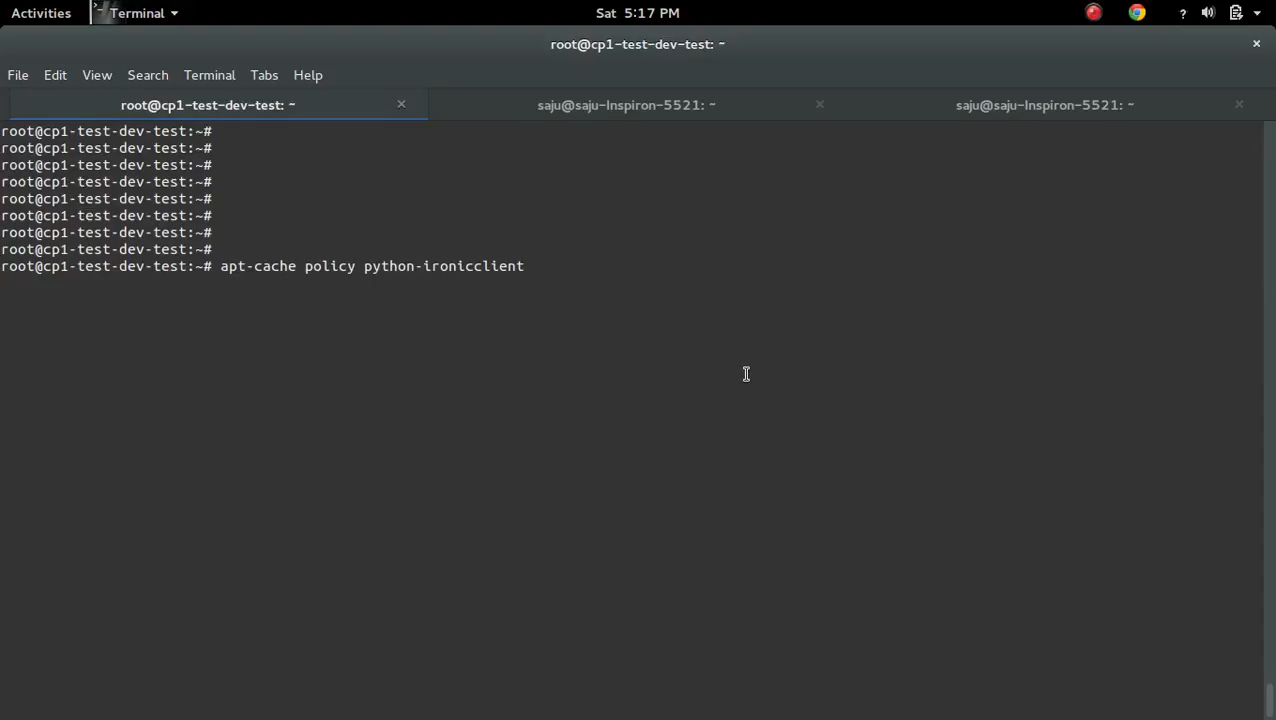 Activities Terminal Sat 5:17 PM ?
root@cp1-test-dev-test: ~ ×
File Edit View Search Terminal Tabs Help
root@cp1-test-dev-test: ~ × saju@saju-Inspiron-5521: ~ × saju@saju-Inspiron-5521: ~ ×
root@cp1-test-dev-test:~#
root@cp1-test-dev-test:~#
root@cp1-test-dev-test:~#
root@cp1-test-dev-test:~#
root@cp1-test-dev-test:~#
root@cp1-test-dev-test:~#
root@cp1-test-dev-test:~#
root@cp1-test-dev-test:~#
root@cp1-test-dev-test:~# apt-cache policy python-ironicclient